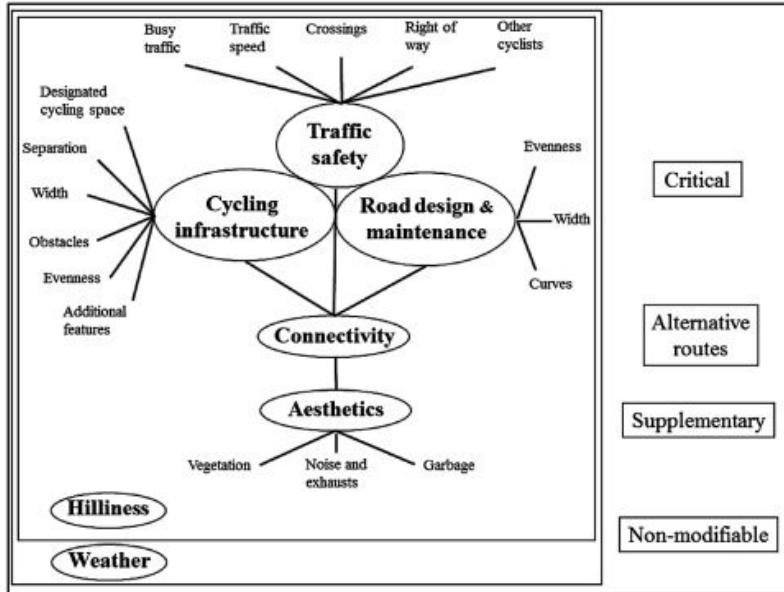 Busy
traffic
Traffic
speed
Crossings
Right of
way
Other
cyclists
Designated
cycling space
Separation
Width
Obstacles
Evenness
Additional
features
Traffic
safety
Cycling
infrastructure
Road design &
maintenance
Evenness
Width
Curves
Connectivity
Aesthetics
Vegetation
Noise and
exhausts
Garbage
Hilliness
Weather
Critical
Alternative
routes
Supplementary
Non-modifiable